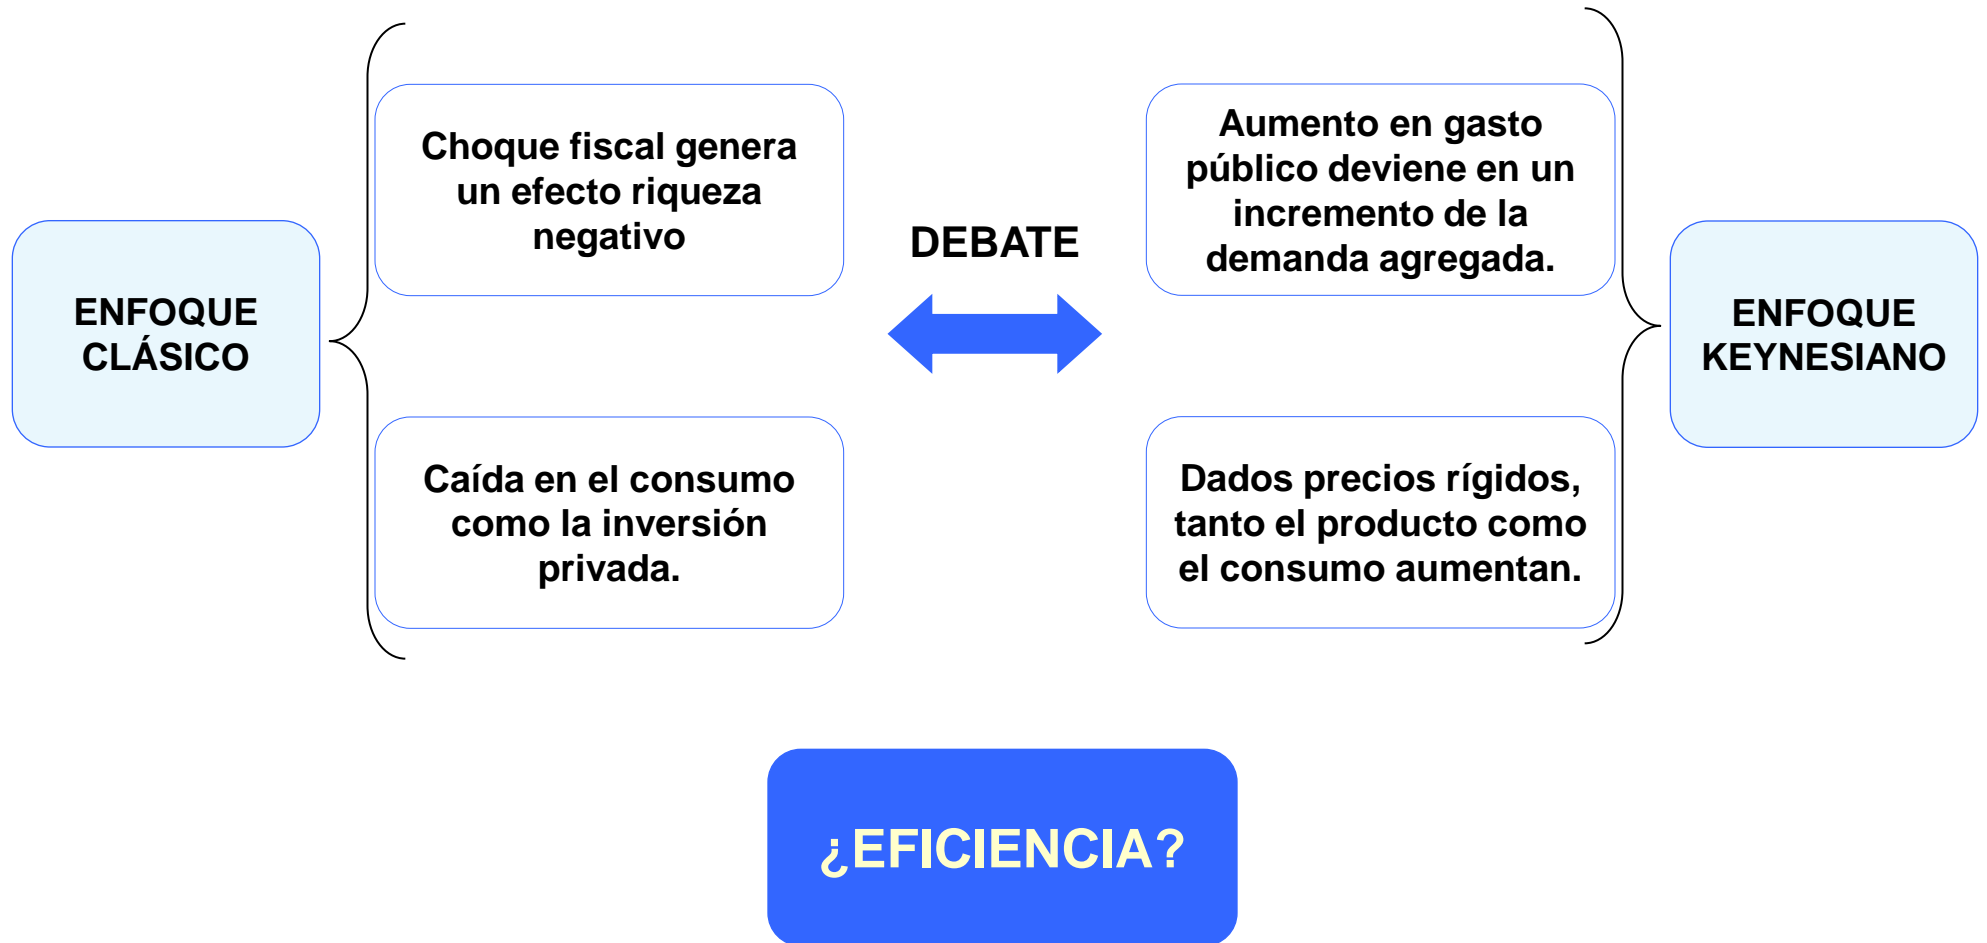 ENFOQUE
CLÁSICO
Choque fiscal genera
un efecto riqueza
negativo
Caída en el consumo
como la inversión
privada.
DEBATE
Aumento en gasto
público deviene en un
incremento de la
demanda agregada.
Dados precios rígidos,
tanto el producto como
el consumo aumentan.
ENFOQUE
KEYNESIANO
¿EFICIENCIA?